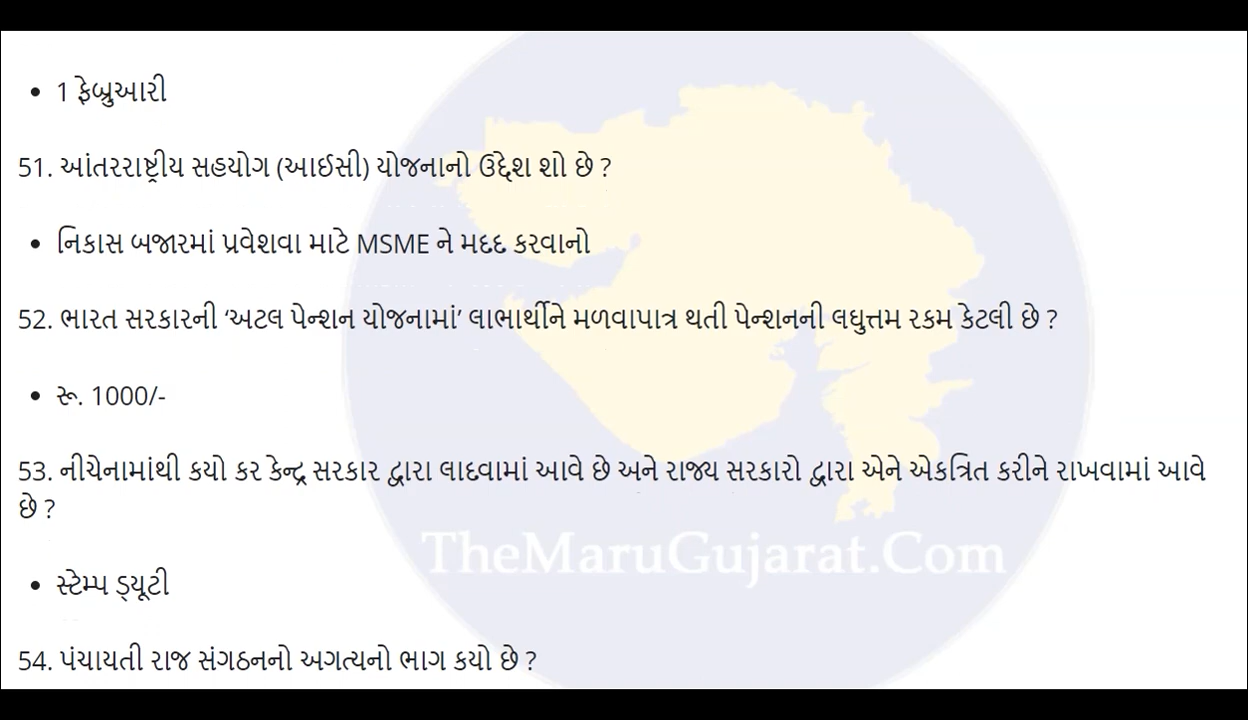 • 1 ફેબ્રુઆરી
51. આંતરરાષ્ટ્રીય સહયોગ (આઈસી) યોજનાનો ઉદ્દેશ શો છે ?
• નિકાસ બજારમાં પ્રવેશવા માટે MSME ને મદદ કરવાનો
52. ભારત સરકારની ‘અટલ પેન્શન યોજનામાં’ લાભાર્થીને મળવાપાત્ર થતી પેન્શનની લઘુત્તમ રકમ કેટલી છે ?
• રૂ. 1000/-
53. નીચેનામાંથી કયો કર કેન્દ્ર સરકાર દ્વારા લાદવામાં આવે છે અને રાજ્ય સરકારો દ્વારા એને એકત્રિત કરીને રાખવામાં આવે
છે ?
TheMaruGujarat.Com
• સ્ટેમ્પ ડ્યૂટી
54. પંચાયતી રાજ સંગઠનનો અગત્યનો ભાગ કયો છે ?